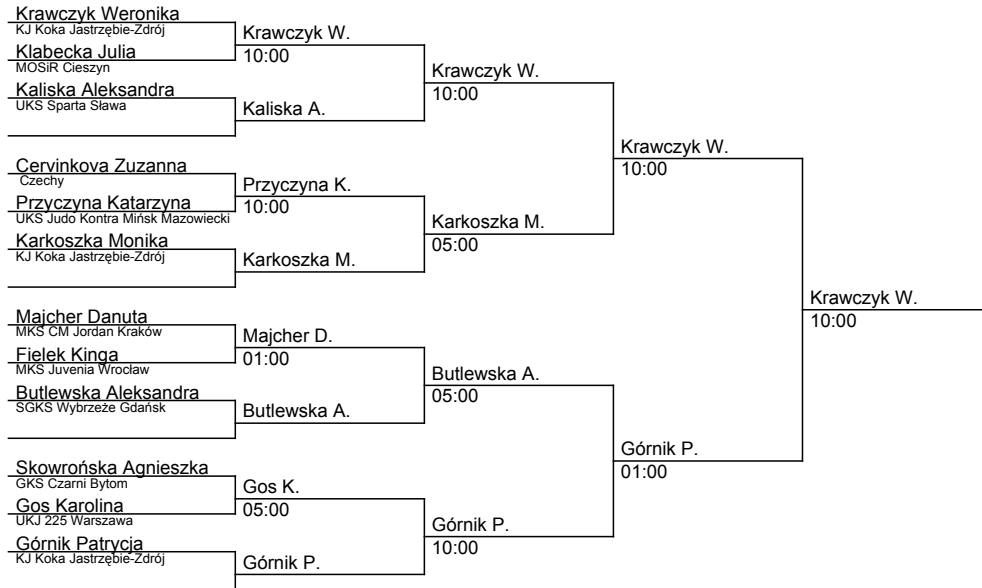 Krawczyk Weronika
KJ Koka Jastrzębie-Zdrój
Klabecka Julia
MOSiR Cieszyn
Kaliska Aleksandra
UKS Sparta Sława
Cervinkova Zuzanna
Czechy
Przyczyna Katarzyna
UKS Judo Kontra Mińsk Mazowiecki
Karkoszka Monika
KJ Koka Jastrzębie-Zdrój
Majcher Danuta
MKS CM Jordan Kraków
Fielek Kinga
MKS Juvenia Wrocław
Butlewska Aleksandra
SGKS Wybrzeże Gdańsk
Skowrońska Agnieszka
GKS Czarni Bytom
Gos Karolina
UKJ 225 Warszawa
Górnik Patrycja
KJ Koka Jastrzębie-Zdrój
Krawczyk W.
10:00
Kaliska A.
Przyczyna K.
10:00
Karkoszka M.
Majcher D.
01:00
Butlewska A.
Gos K.
05:00
Górnik P.
Krawczyk W.
10:00
Karkoszka M.
05:00
Butlewska A.
05:00
Górnik P.
10:00
Krawczyk W.
10:00
Górnik P.
01:00
Krawczyk W.
10:00